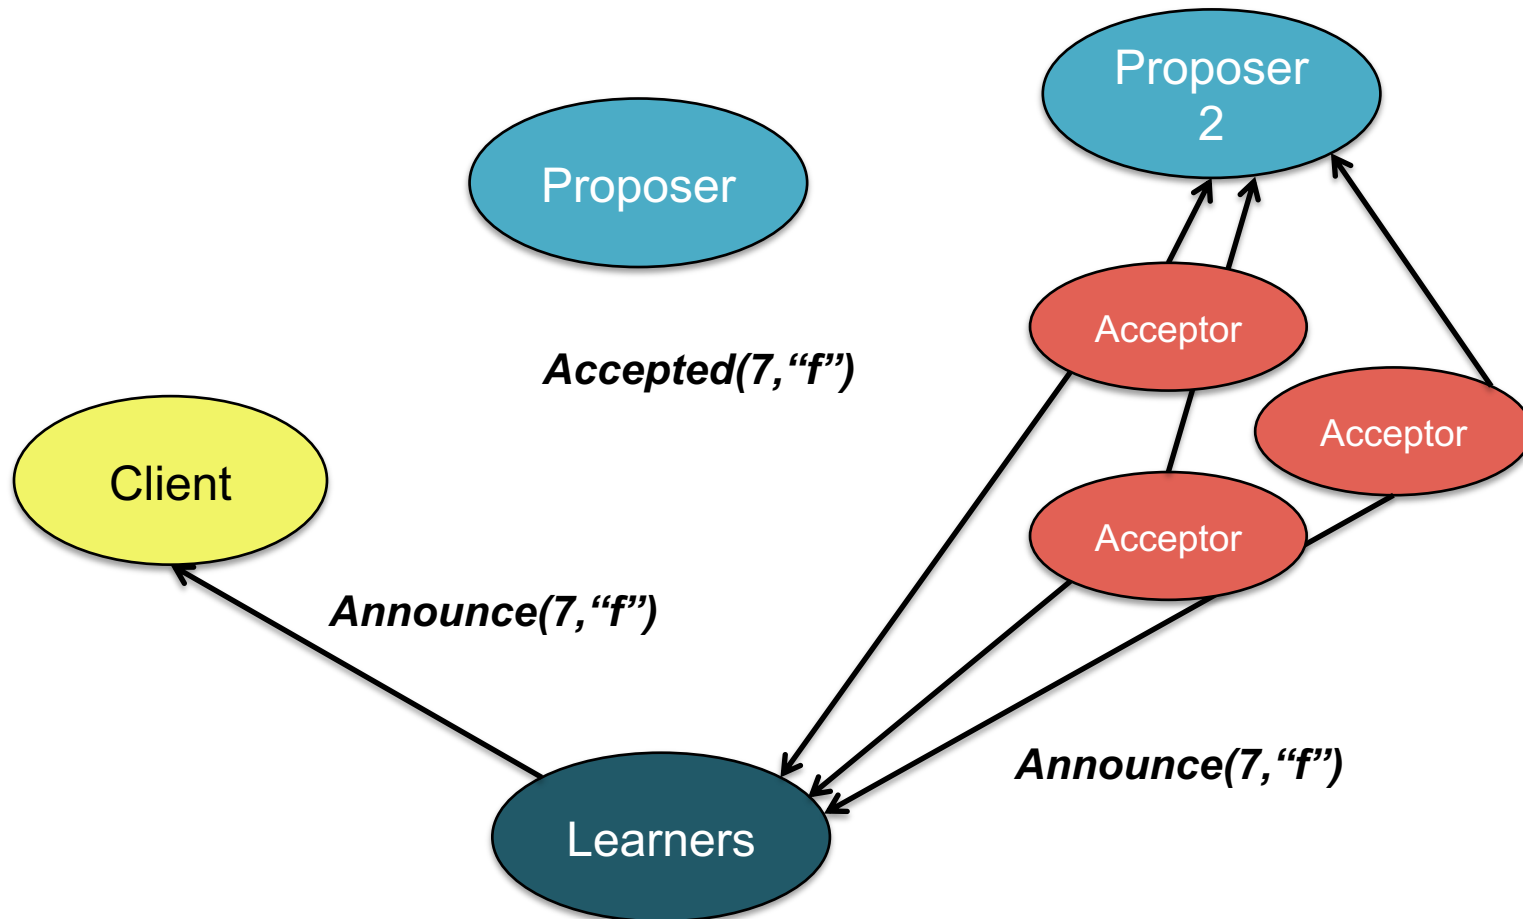 Proposer
2
Proposer
Acceptor
Accepted(7,“f”)
Acceptor
Client
Acceptor
Announce(7,“f”)
Announce(7,“f”)
Learners